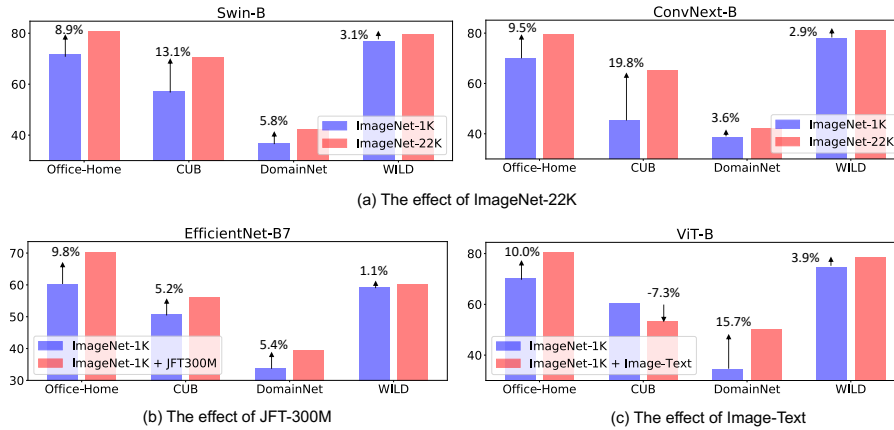 Swin-B
8.9%
13.1%
5.8%
3.1%
80
60
40
ImageNet-1K
ImageNet-22K
Office-Home
CUB
DomainNet
WILD
ConvNext-B
9.5%
19.8%
3.6%
2.9%
80
60
40
ImageNet-1K
ImageNet-22K
Office-Home
CUB
DomainNet
WILD
(a) The effect of ImageNet-22K
EfficientNet-B7
9.8%
5.2%
5.4%
1.1%
70
60
50
40
30
ImageNet-1K
ImageNet-1K + JFT300M
Office-Home
CUB
DomainNet
WILD
(b) The effect of JFT-300M
ViT-B
10.0%
-7.3%
15.7%
3.9%
80
60
40
ImageNet-1K
ImageNet-1K + Image-Text
Office-Home
CUB
DomainNet
WILD
(c) The effect of Image-Text